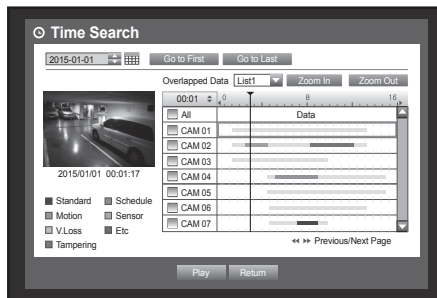 Time Search
2015-01-01
Go to First
Go to Last
Overlapped Data
List1
Zoom In
Zoom Out
00:01
0
8
16
All
Data
CAM 01
CAM 02
CAM 03
CAM 04
CAM 05
CAM 06
CAM 07
2015/01/01 00:01:17
Standard
Schedule
Motion
Sensor
V.Loss
Etc
Tampering
Previous/Next Page
Play
Return